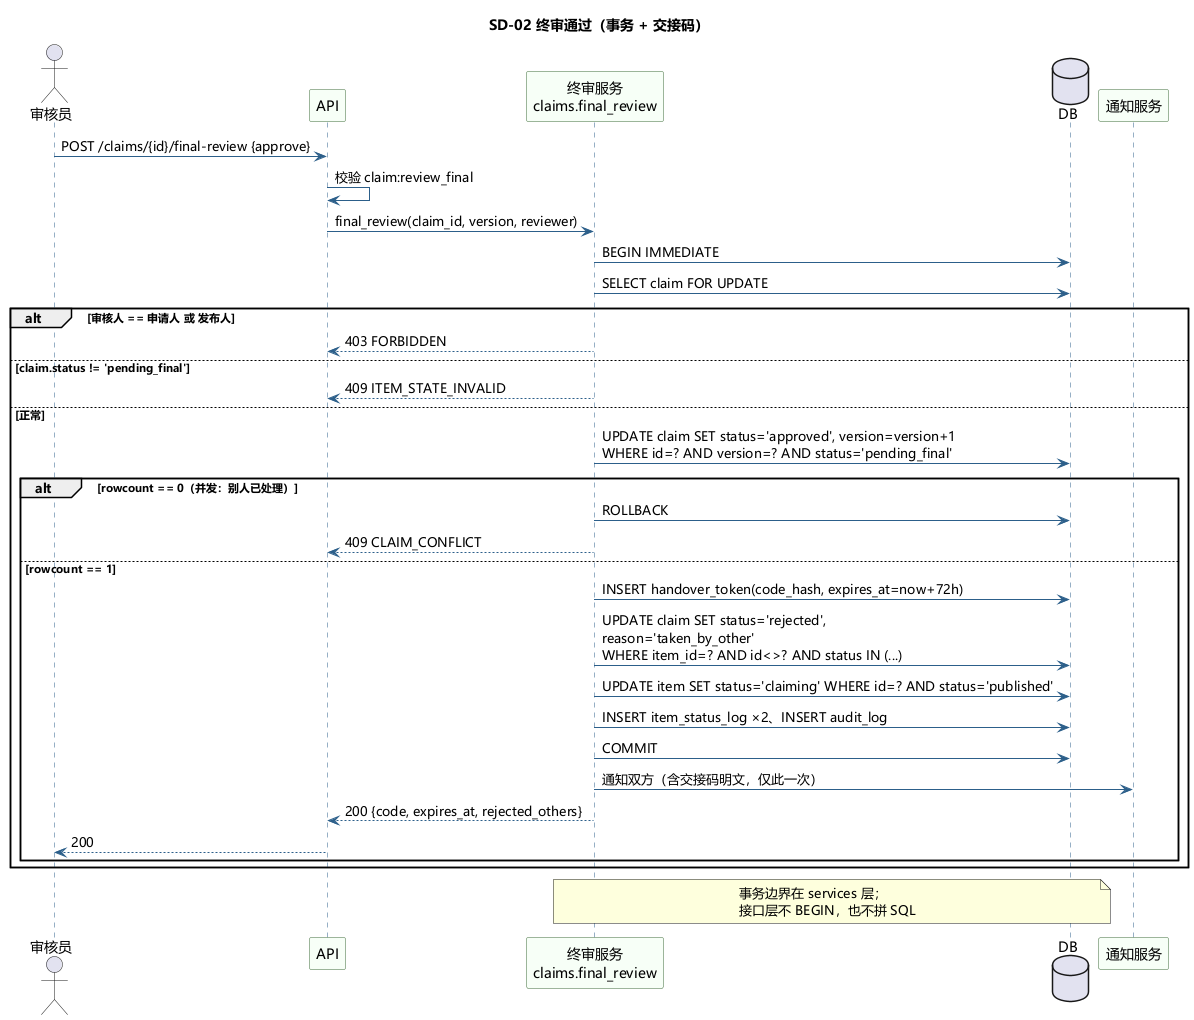 SD-02 终审通过（事务 + 交接码）
审核员
API
终审服务
claims.final_review
DB
通知服务
POST /claims/{id}/final-review {approve}
校验 claim:review_final
final_review(claim_id, version, reviewer)
BEGIN IMMEDIATE
SELECT claim FOR UPDATE
alt [审核人 == 申请人 或 发布人]
403 FORBIDDEN
[claim.status != 'pending_final']
409 ITEM_STATE_INVALID
[正常]
UPDATE claim SET status='approved', version=version+1
WHERE id=? AND version=? AND status='pending_final'
alt [rowcount == 0（并发：别人已处理）]
ROLLBACK
409 CLAIM_CONFLICT
[rowcount == 1]
INSERT handover_token(code_hash, expires_at=now+72h)
UPDATE claim SET status='rejected',
reason='taken_by_other'
WHERE item_id=? AND id<>? AND status IN (...)
UPDATE item SET status='claiming' WHERE id=? AND status='published'
INSERT item_status_log ×2、INSERT audit_log
COMMIT
通知双方（含交接码明文，仅此一次）
200 {code, expires_at, rejected_others}
200
事务边界在 services 层；
接口层不 BEGIN，也不拼 SQL
审核员
API
终审服务
claims.final_review
DB
通知服务